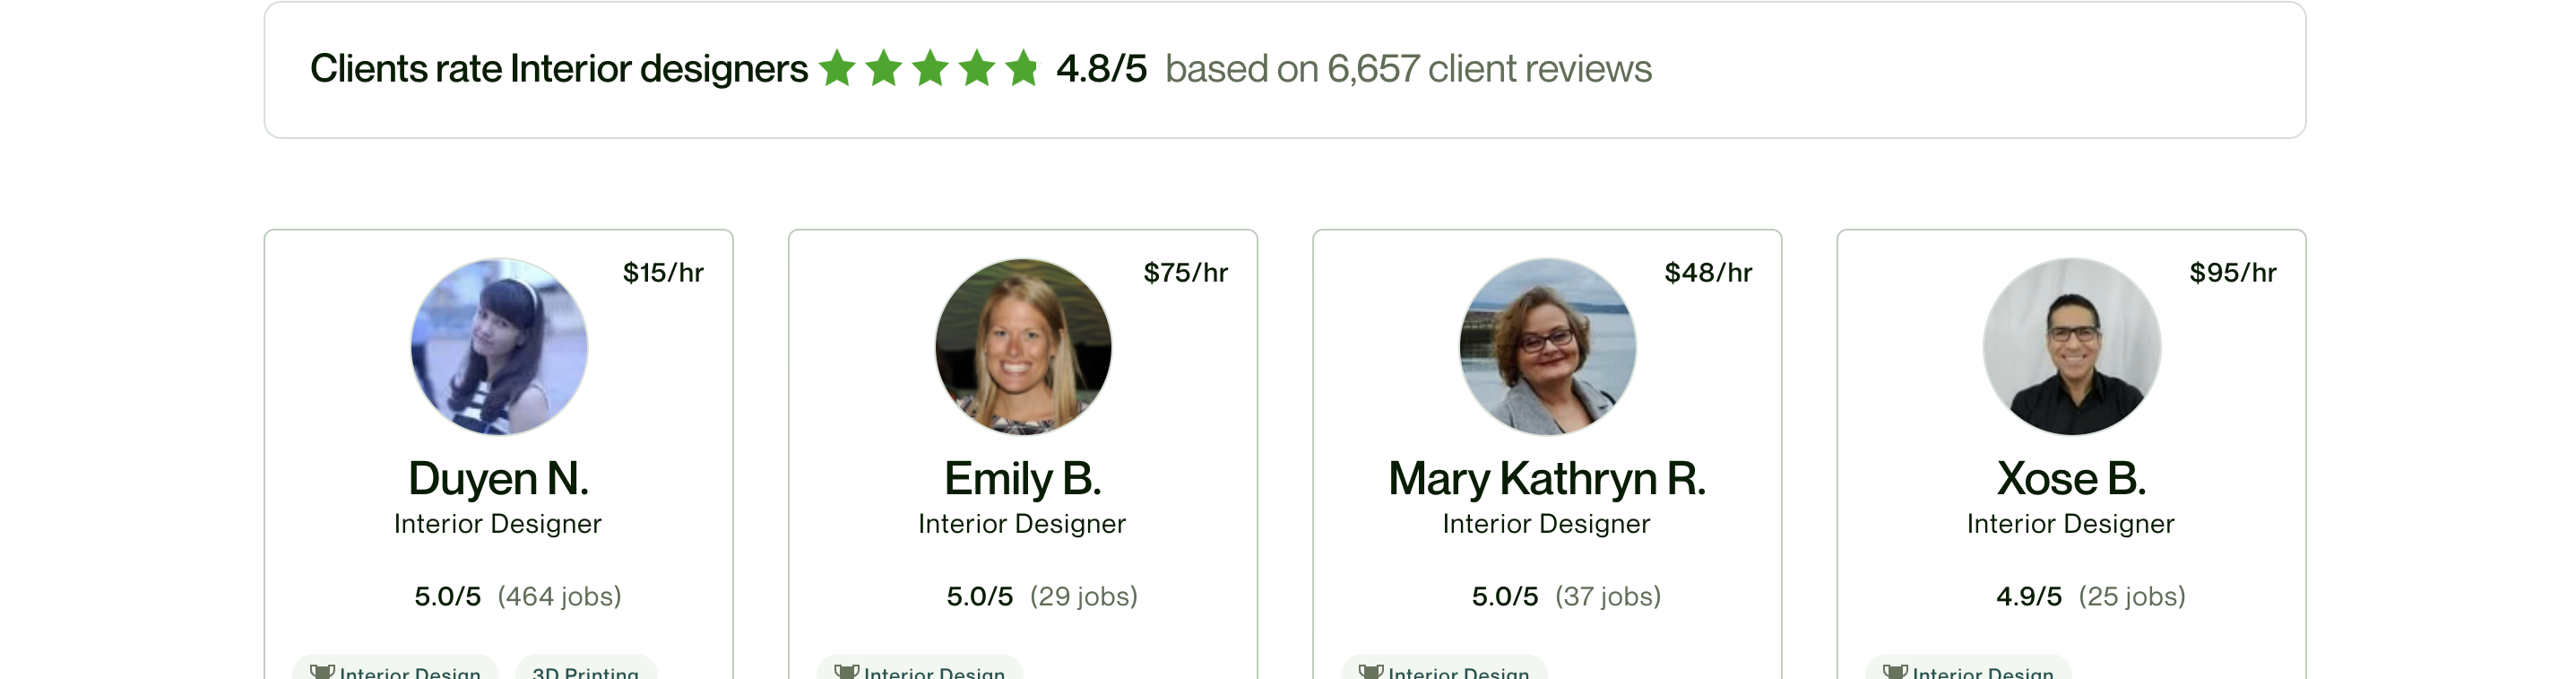 Clients rate Interior designers 4.8/5 based on 6,657 client reviews
$15/hr
Duyen N.
Interior Designer
5.0/5 (464 jobs)
Interior Design 3D Printing
$75/hr
Emily B.
Interior Designer
5.0/5 (29 jobs)
Interior Design
$48/hr
Mary Kathryn R.
Interior Designer
5.0/5 (37 jobs)
Interior Design
$95/hr
Xose B.
Interior Designer
4.9/5 (25 jobs)
Interior Design